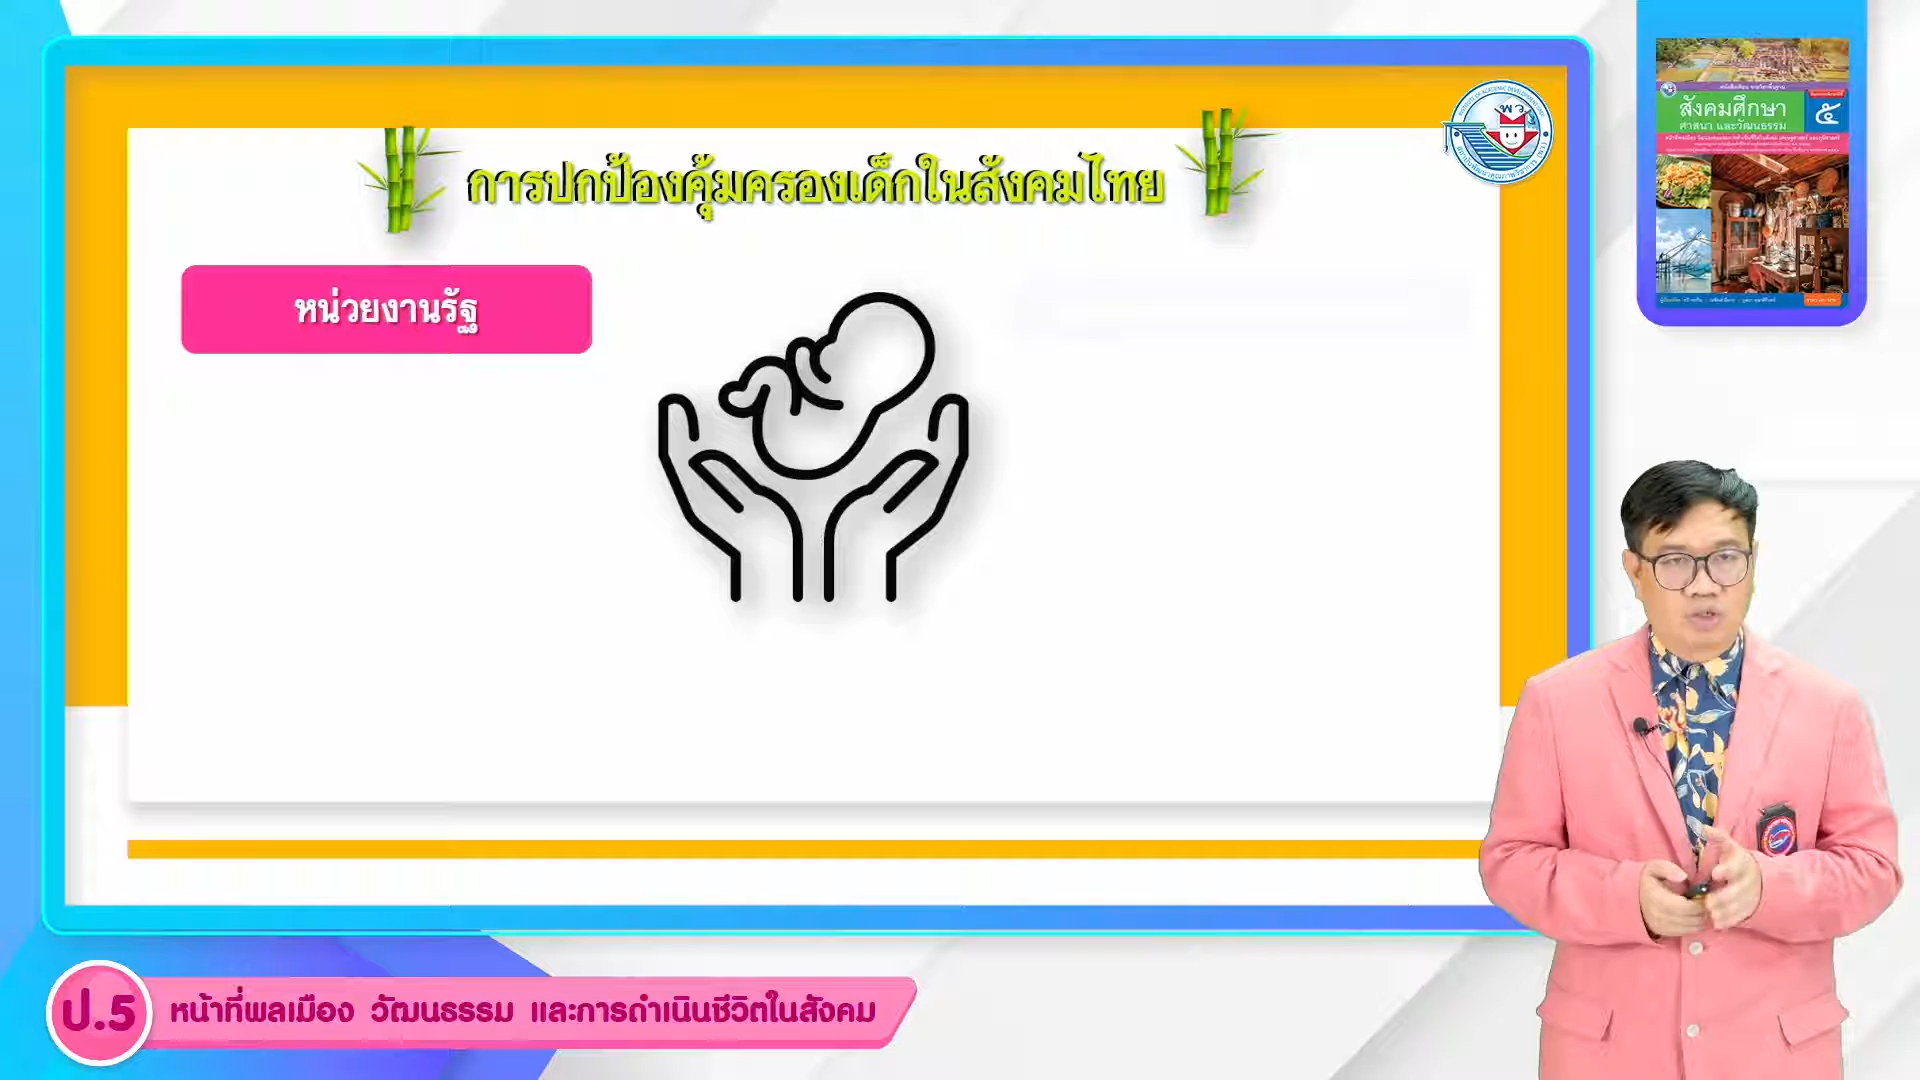 การปกป้องคุ้มครองเด็กในสังคมไทย
หน่วยงานรัฐ
พว
สังคมศึกษา
ศาสนา และวัฒนธรรม
๕
ป.5
หน้าที่พลเมือง วัฒนธรรม และการดำเนินชีวิตในสังคม